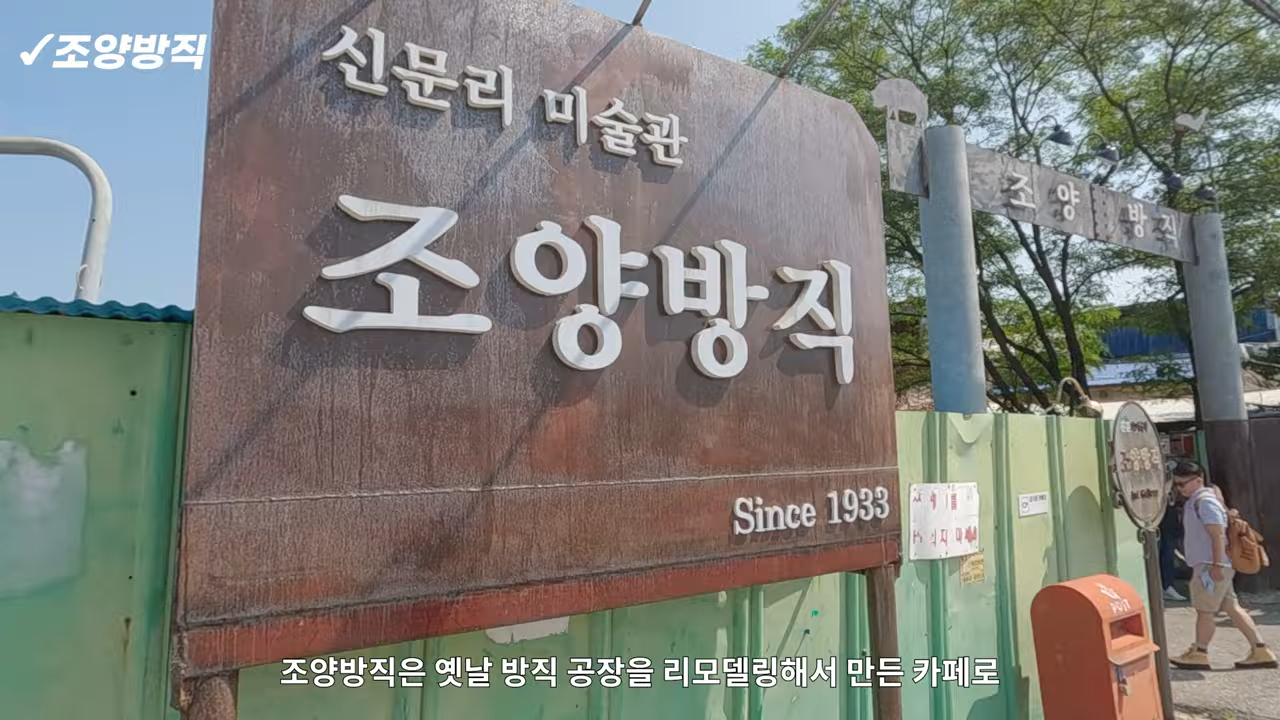 ✓조양방직
신문리 미술관
조양방직
Since 1933
조양방직
조양방직
POST
조양방직은 옛날 방직 공장을 리모델링해서 만든 카페로